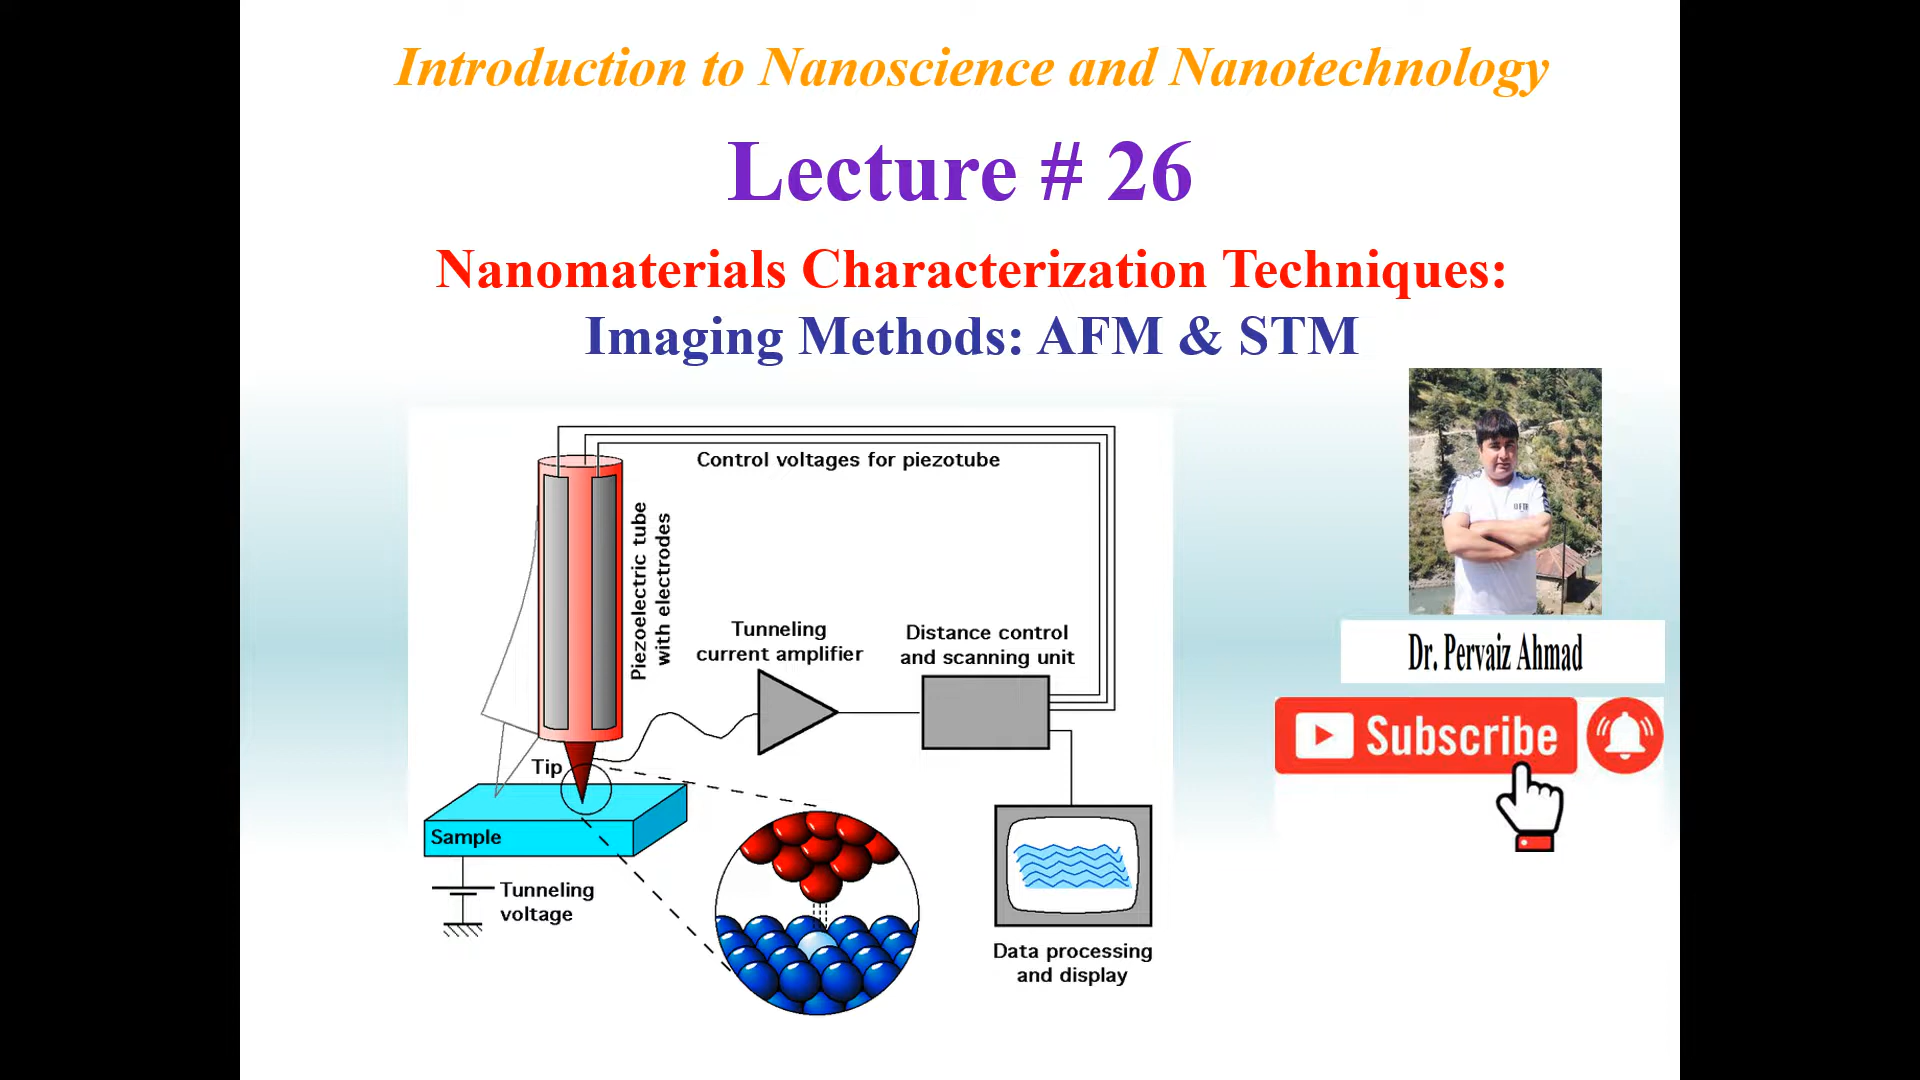 Introduction to Nanoscience and Nanotechnology
Lecture # 26
Nanomaterials Characterization Techniques:
Imaging Methods: AFM & STM
Control voltages for piezotube
Piezoelectric tube
with electrodes
Tunneling
current amplifier
Distance control
and scanning unit
Tip
Sample
Tunneling
voltage
Data processing
and display
Dr. Pervaiz Ahmad
Subscribe